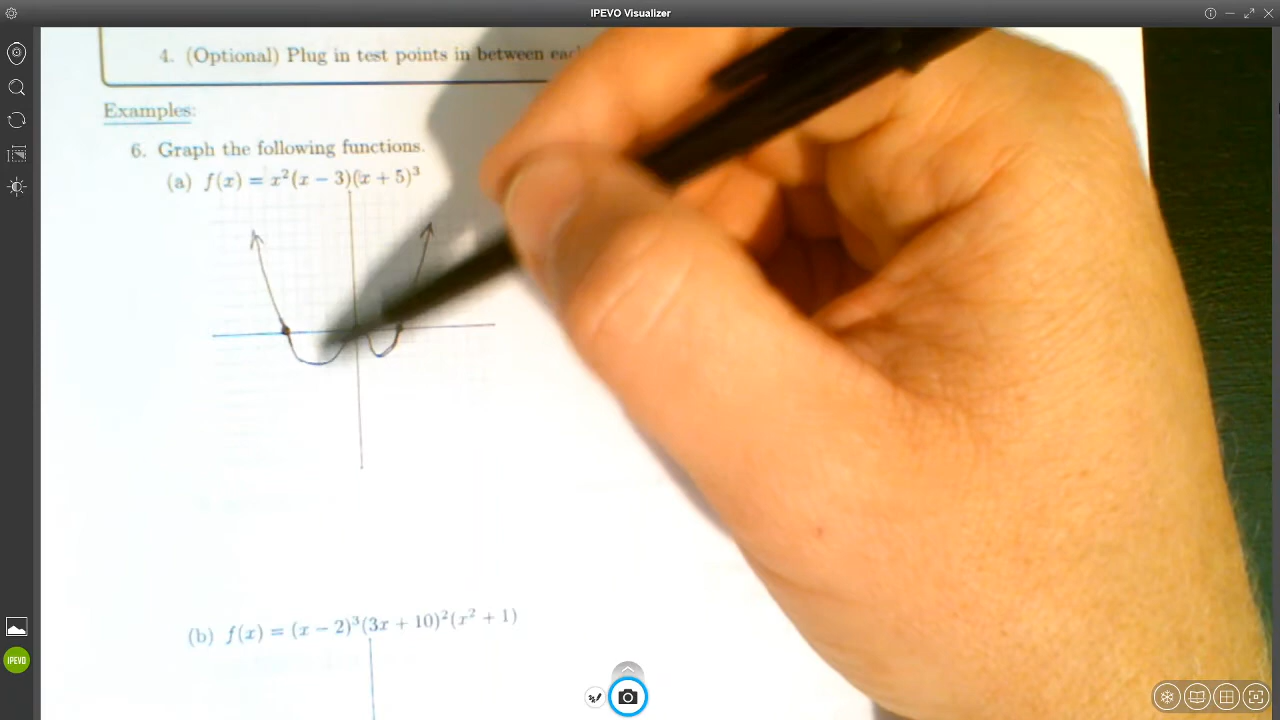 IPEVO Visualizer
4. (Optional) Plug in test points in between
Examples:
6. Graph the following functions.
(a) f(x) = x²(x − 3)(x + 5)³
(b) f(x) = (x − 2)³(3x + 10)²(x² + 1)
IPEVO